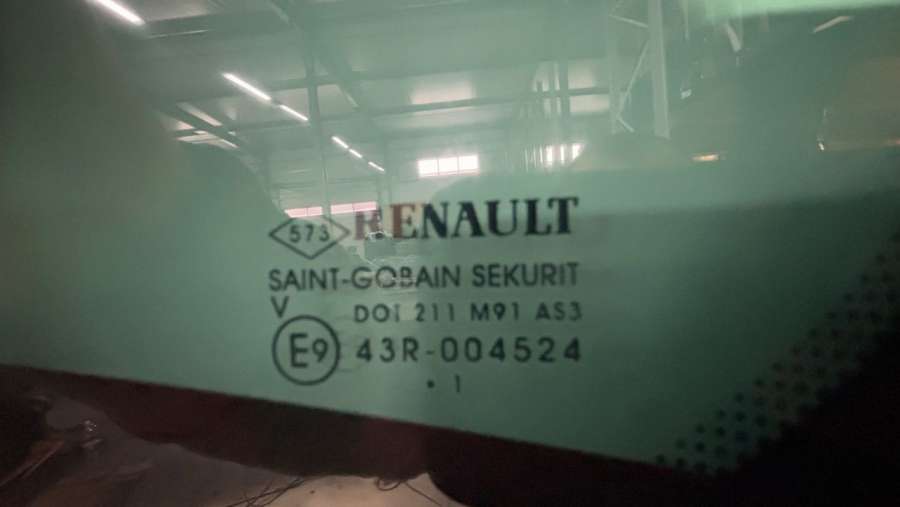 573 RENAULT
SAINT-GOBAIN SEKURIT
V DOT 211 M91 AS3
E9 43R-004524
• 1